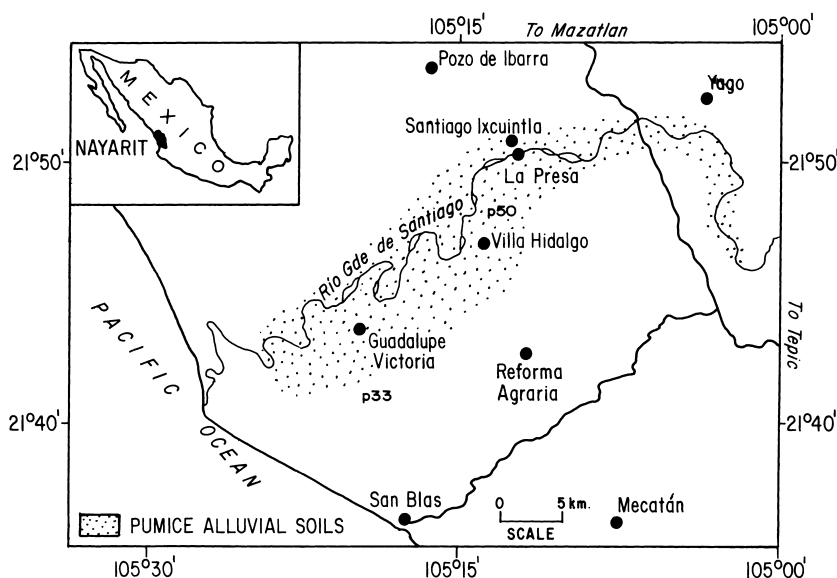 105°15'
To Mazatlan
105°00'
MEXICO
NAYARIT
Pozo de Ibarra
Yago
Santiago Ixcuintla
21°50'
21°50'
La Presa
p50
Río Gde de Santiago
Villa Hidalgo
To Tepic
PACIFIC OCEAN
Guadalupe
Victoria
Reforma
Agraria
p33
21°40'
21°40'
PUMICE ALLUVIAL SOILS
San Blas
0 5 km.
SCALE
Mecatán
105°30'
105°15'
105°00'